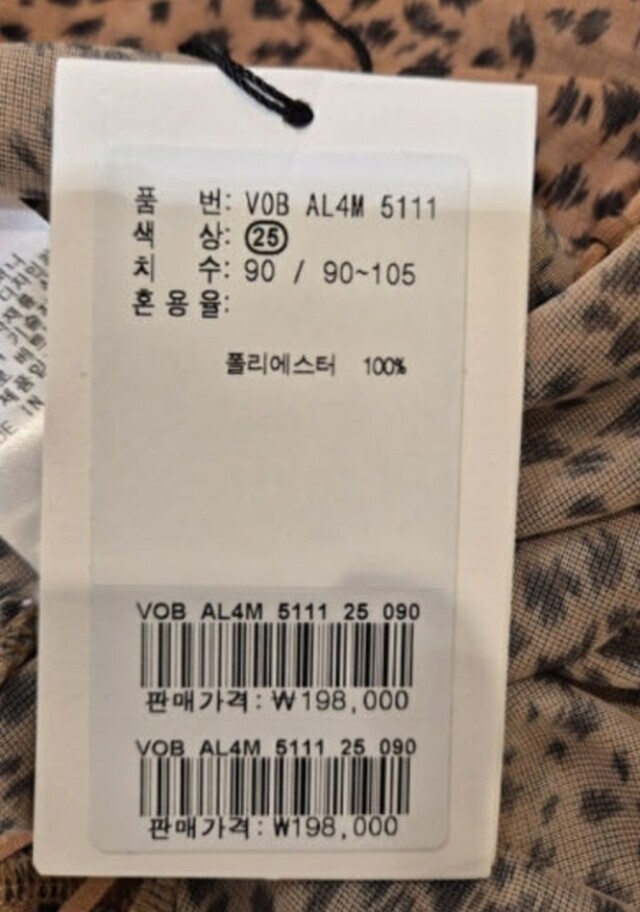 품 번: VOB AL4M 5111
색 상: 25
치 수: 90 / 90~105
혼용율:
폴리에스터 100%
VOB AL4M 5111 25 090
판매가격:₩198,000
VOB AL4M 5111 25 090
판매가격:₩198,000